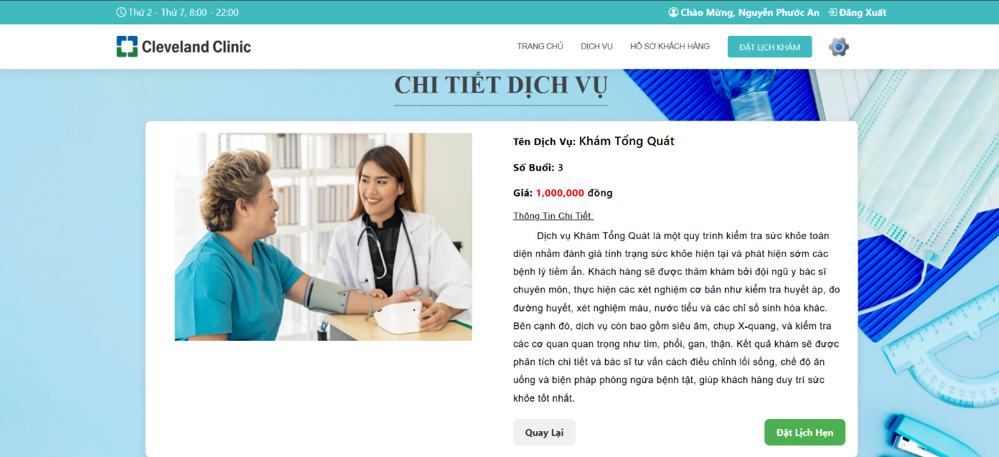 Thứ 2 - Thứ 7, 8:00 - 22:00
Chào Mừng, Nguyễn Phước An Đăng Xuất
Cleveland Clinic
TRANG CHỦ DỊCH VỤ HỒ SƠ KHÁCH HÀNG ĐẶT LỊCH KHÁM
CHI TIẾT DỊCH VỤ
Tên Dịch Vụ: Khám Tổng Quát
Số Buổi: 3
Giá: 1,000,000 đồng
Thông Tin Chi Tiết:
Dịch vụ Khám Tổng Quát là một quy trình kiểm tra sức khỏe toàn
diện nhằm đánh giá tình trạng sức khỏe hiện tại và phát hiện sớm các
bệnh lý tiềm ẩn. Khách hàng sẽ được thăm khám bởi đội ngũ y bác sĩ
chuyên môn, thực hiện các xét nghiệm cơ bản như kiểm tra huyết áp, đo
đường huyết, xét nghiệm máu, nước tiểu và các chỉ số sinh hóa khác.
Bên cạnh đó, dịch vụ còn bao gồm siêu âm, chụp X-quang, và kiểm tra
các cơ quan quan trọng như tim, phổi, gan, thận. Kết quả khám sẽ được
phân tích chi tiết và bác sĩ tư vấn cách điều chỉnh lối sống, chế độ ăn
uống và biện pháp phòng ngừa bệnh tật, giúp khách hàng duy trì sức
khỏe tốt nhất.
Quay Lại
Đặt Lịch Hẹn